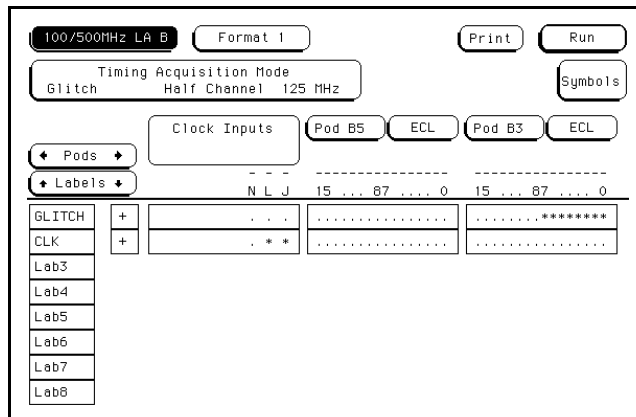 100/500MHz LA B Format 1 Print Run
Timing Acquisition Mode
Glitch Half Channel 125 MHz
Symbols
Clock Inputs Pod B5 ECL Pod B3 ECL
← Pods →
↑ Labels ↓
- - - ---------------- ----------------
N L J 15 ... 87 .... 0 15 ... 87 .... 0
GLITCH + . . . ................ ........********
CLK + . * * ................ ................
Lab3
Lab4
Lab5
Lab6
Lab7
Lab8